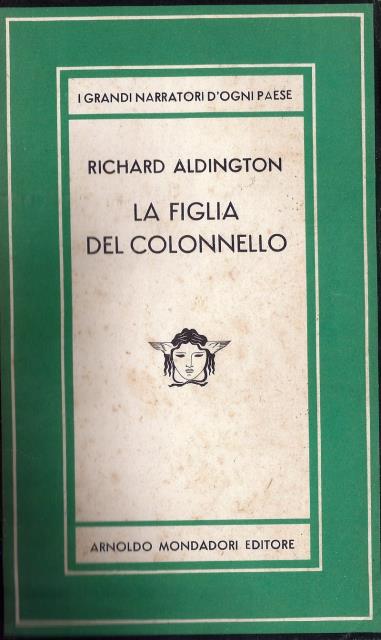 I GRANDI NARRATORI D'OGNI PAESE
RICHARD ALDINGTON
LA FIGLIA
DEL COLONNELLO
ARNOLDO MONDADORI EDITORE